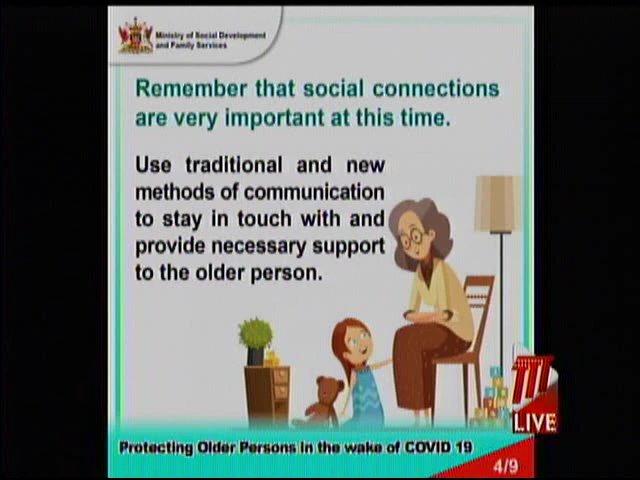 Ministry of Social Development
and Family Services
Remember that social connections
are very important at this time.
Use traditional and new
methods of communication
to stay in touch with and
provide necessary support
to the older person.
LIVE
Protecting Older Persons in the wake of COVID 19
4/9